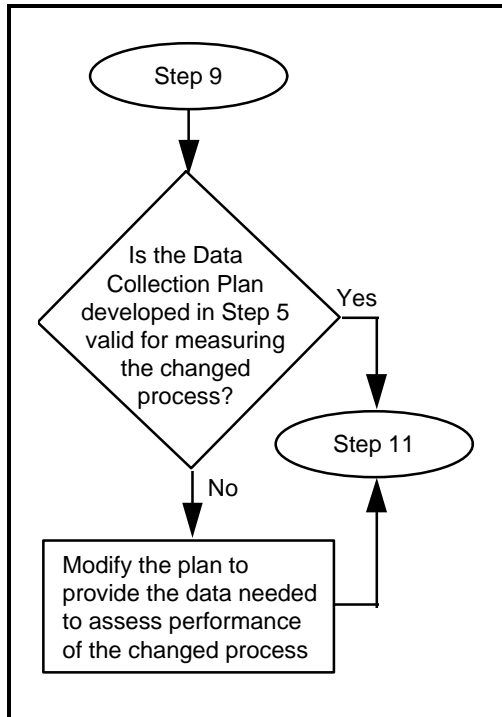 Step 9
Is the Data
Collection Plan
developed in Step 5
valid for measuring
the changed
process?
Yes
Step 11
No
Modify the plan to
provide the data needed
to assess performance
of the changed process